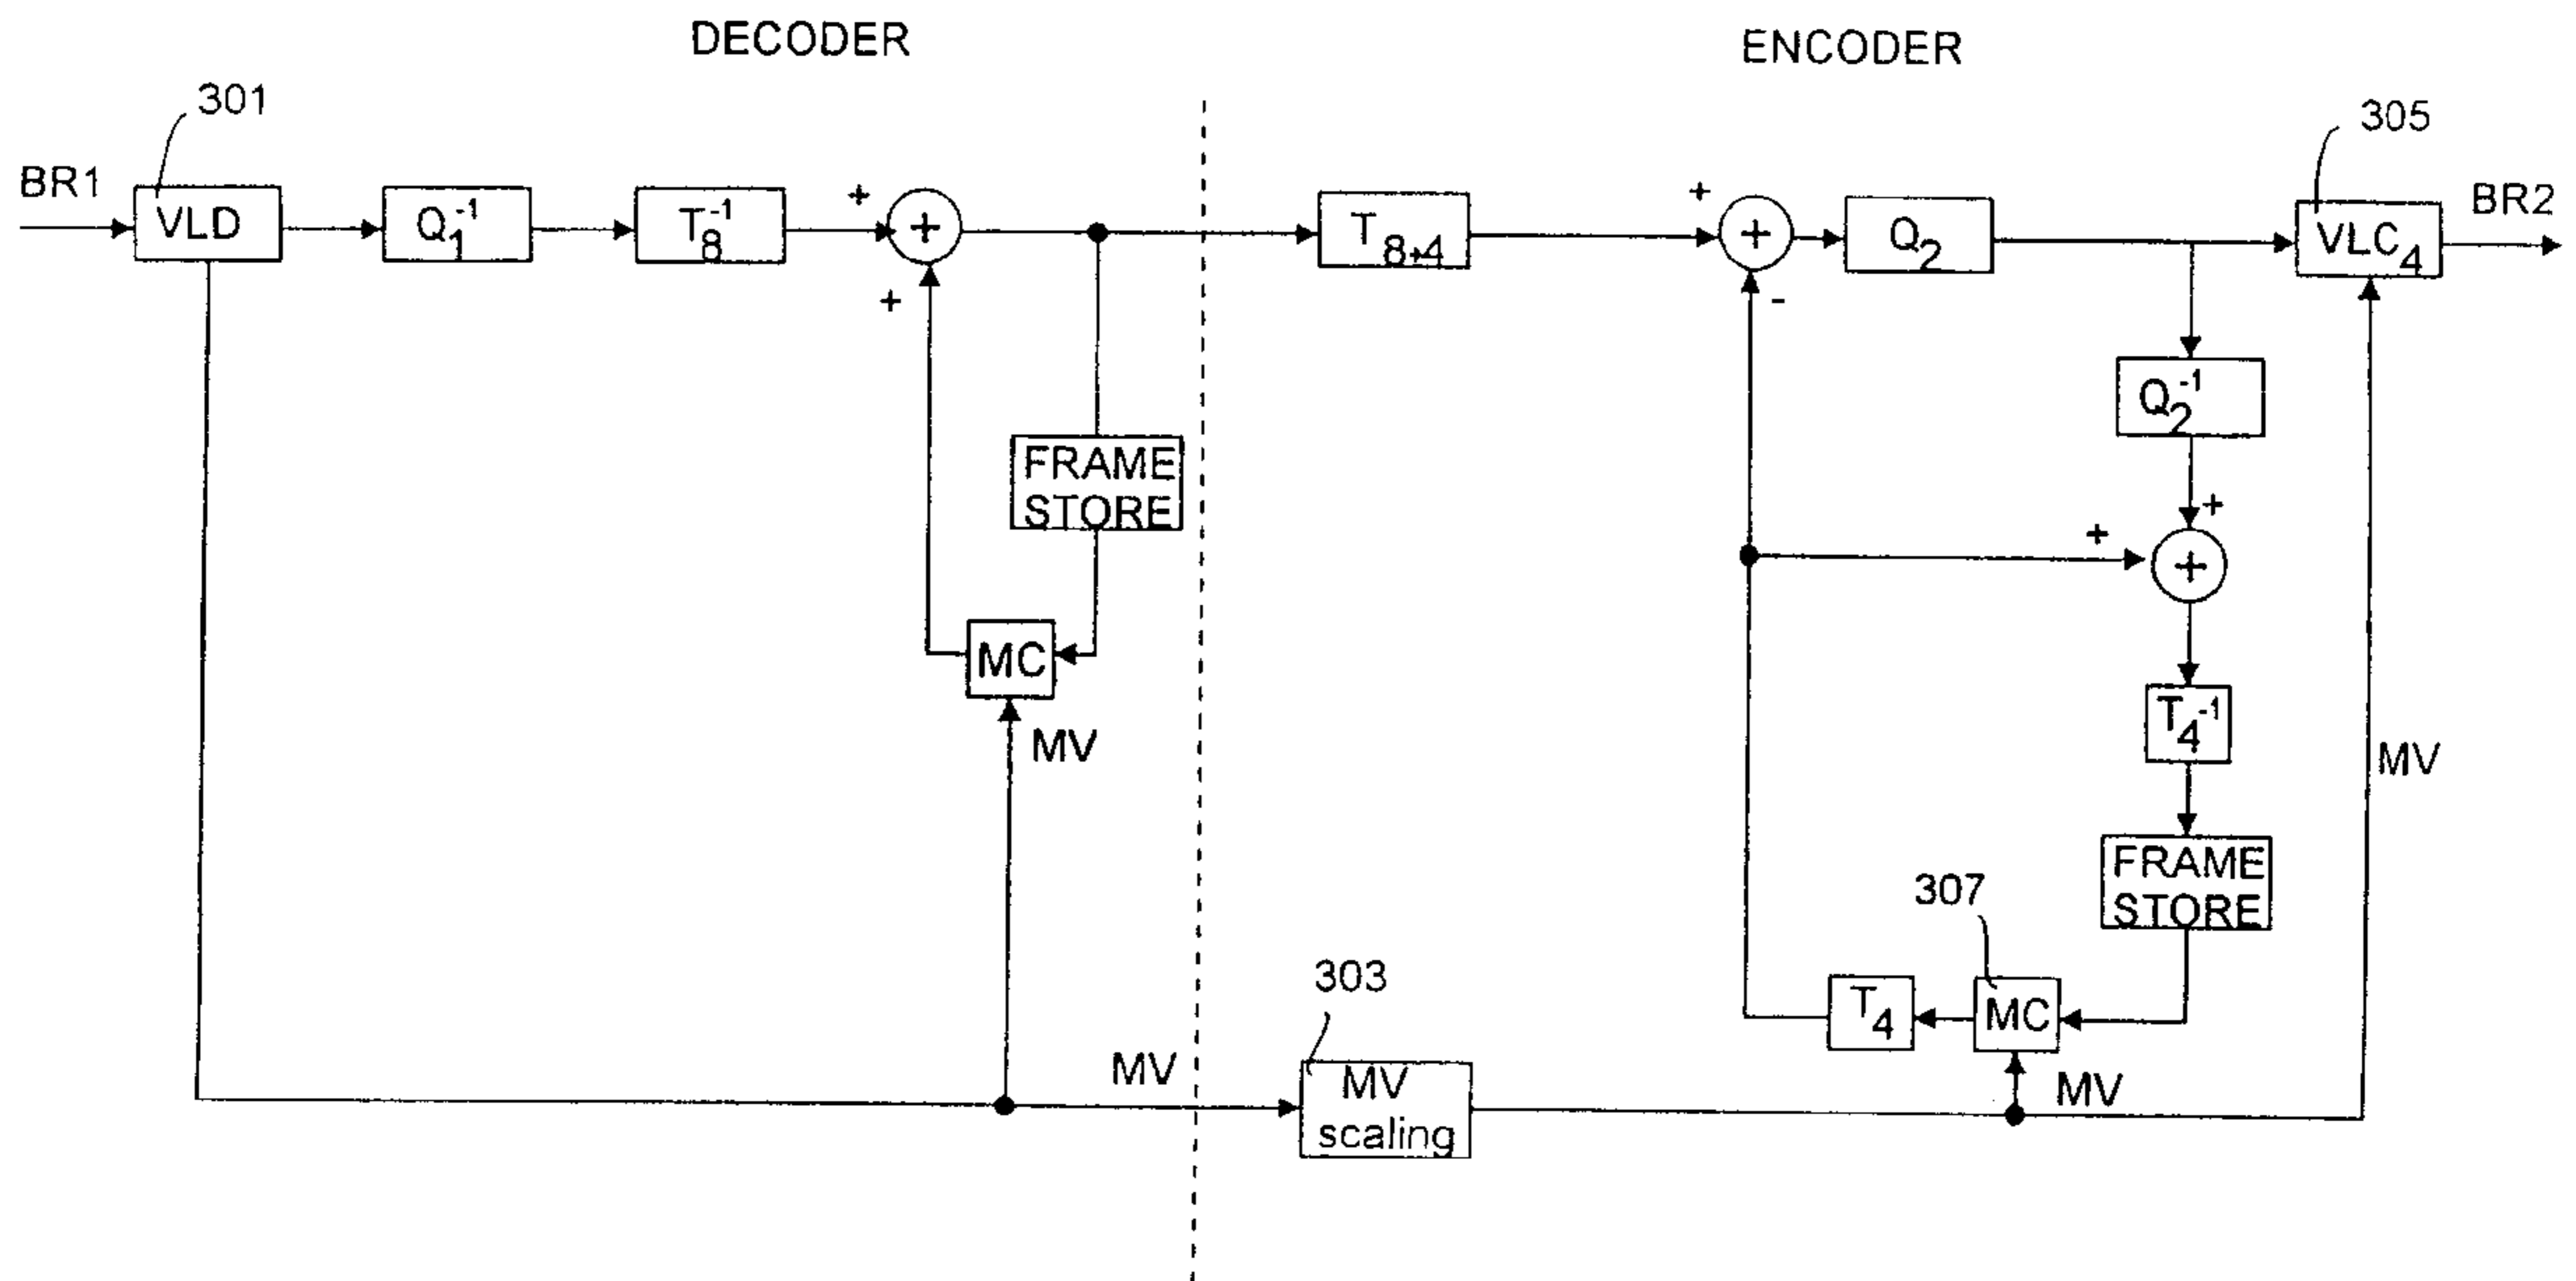 DECODER
ENCODER
301
305
BR1
VLD
Q₁⁻¹
T₈⁻¹
+
+
+
T₈₊₄
+
+
-
Q₂
VLC₄
BR2
Q₂⁻¹
FRAME
STORE
+
+
+
MC
MV
T₄⁻¹
MV
FRAME
STORE
307
303
T₄
MC
MV
MV
scaling
MV